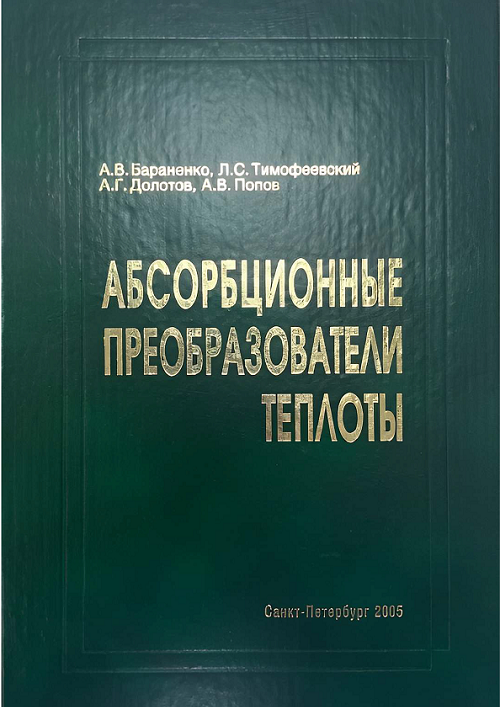 А.В. Бараненко, Л.С. Тимофеевский
А.Г. Долотов, А.В. Попов
АБСОРБЦИОННЫЕ
ПРЕОБРАЗОВАТЕЛИ
ТЕПЛОТЫ
Санкт-Петербург 2005